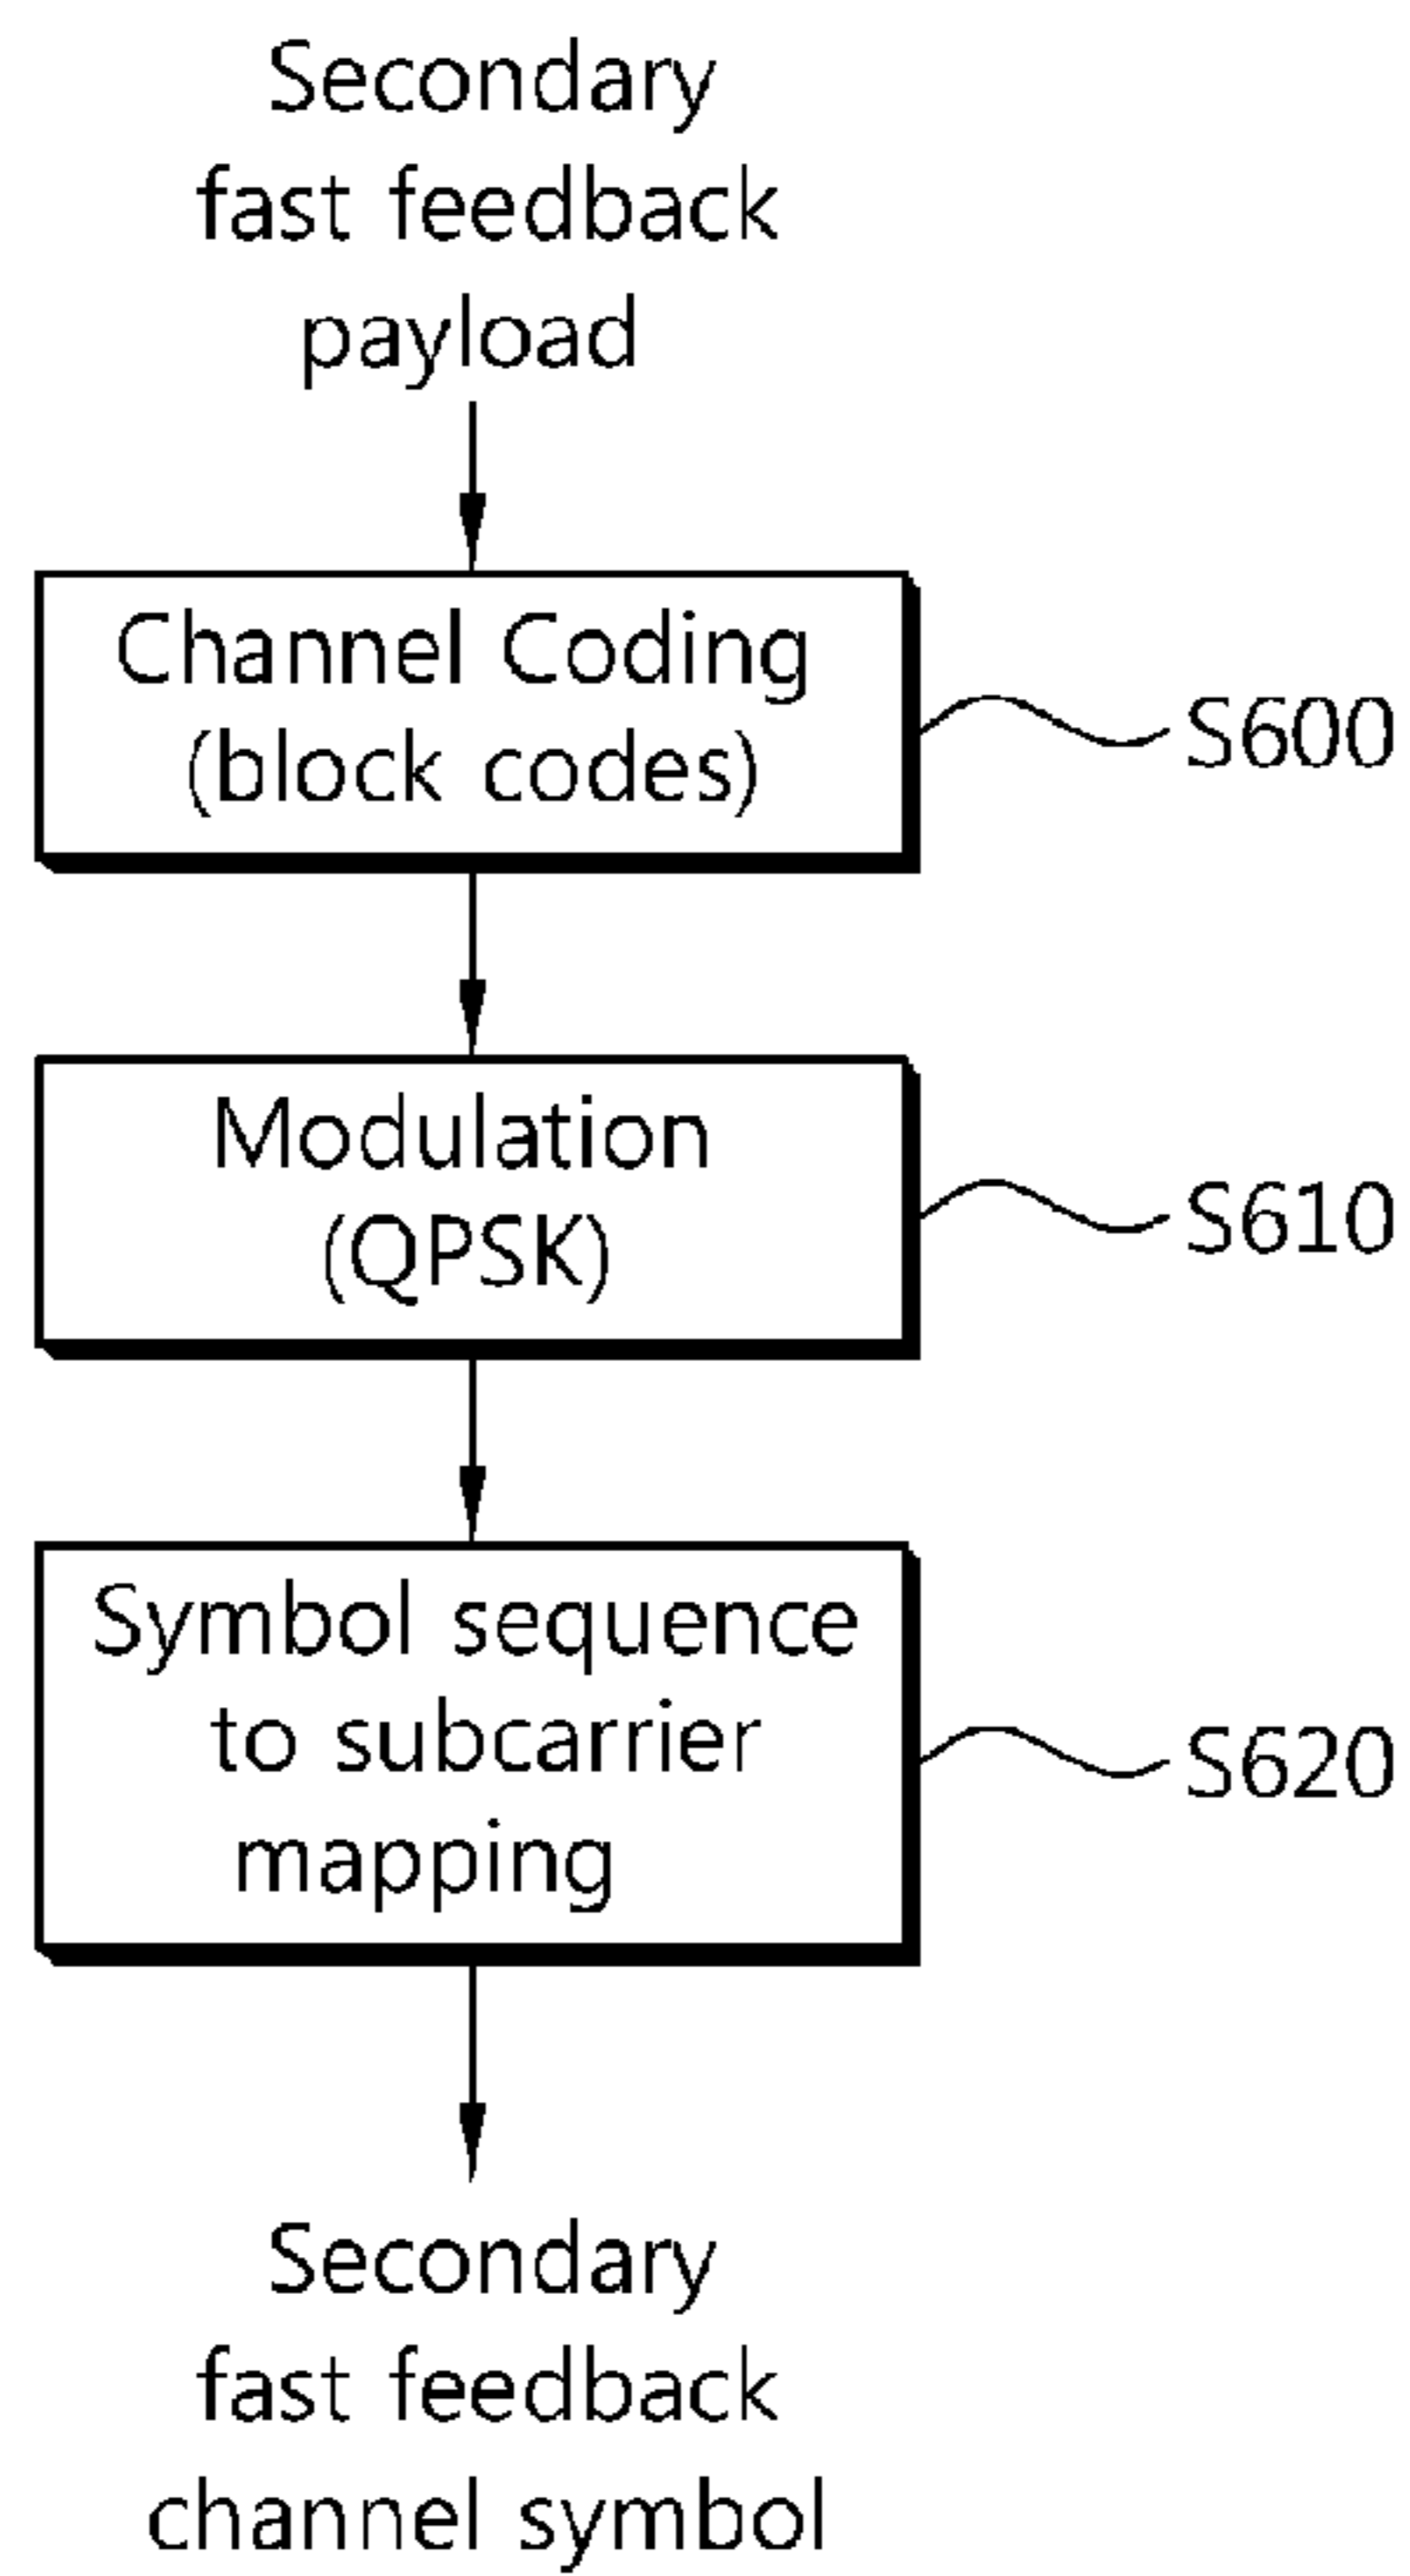 Secondary
fast feedback
payload
Channel Coding
(block codes)
S600
Modulation
(QPSK)
S610
Symbol sequence
to subcarrier
mapping
S620
Secondary
fast feedback
channel symbol